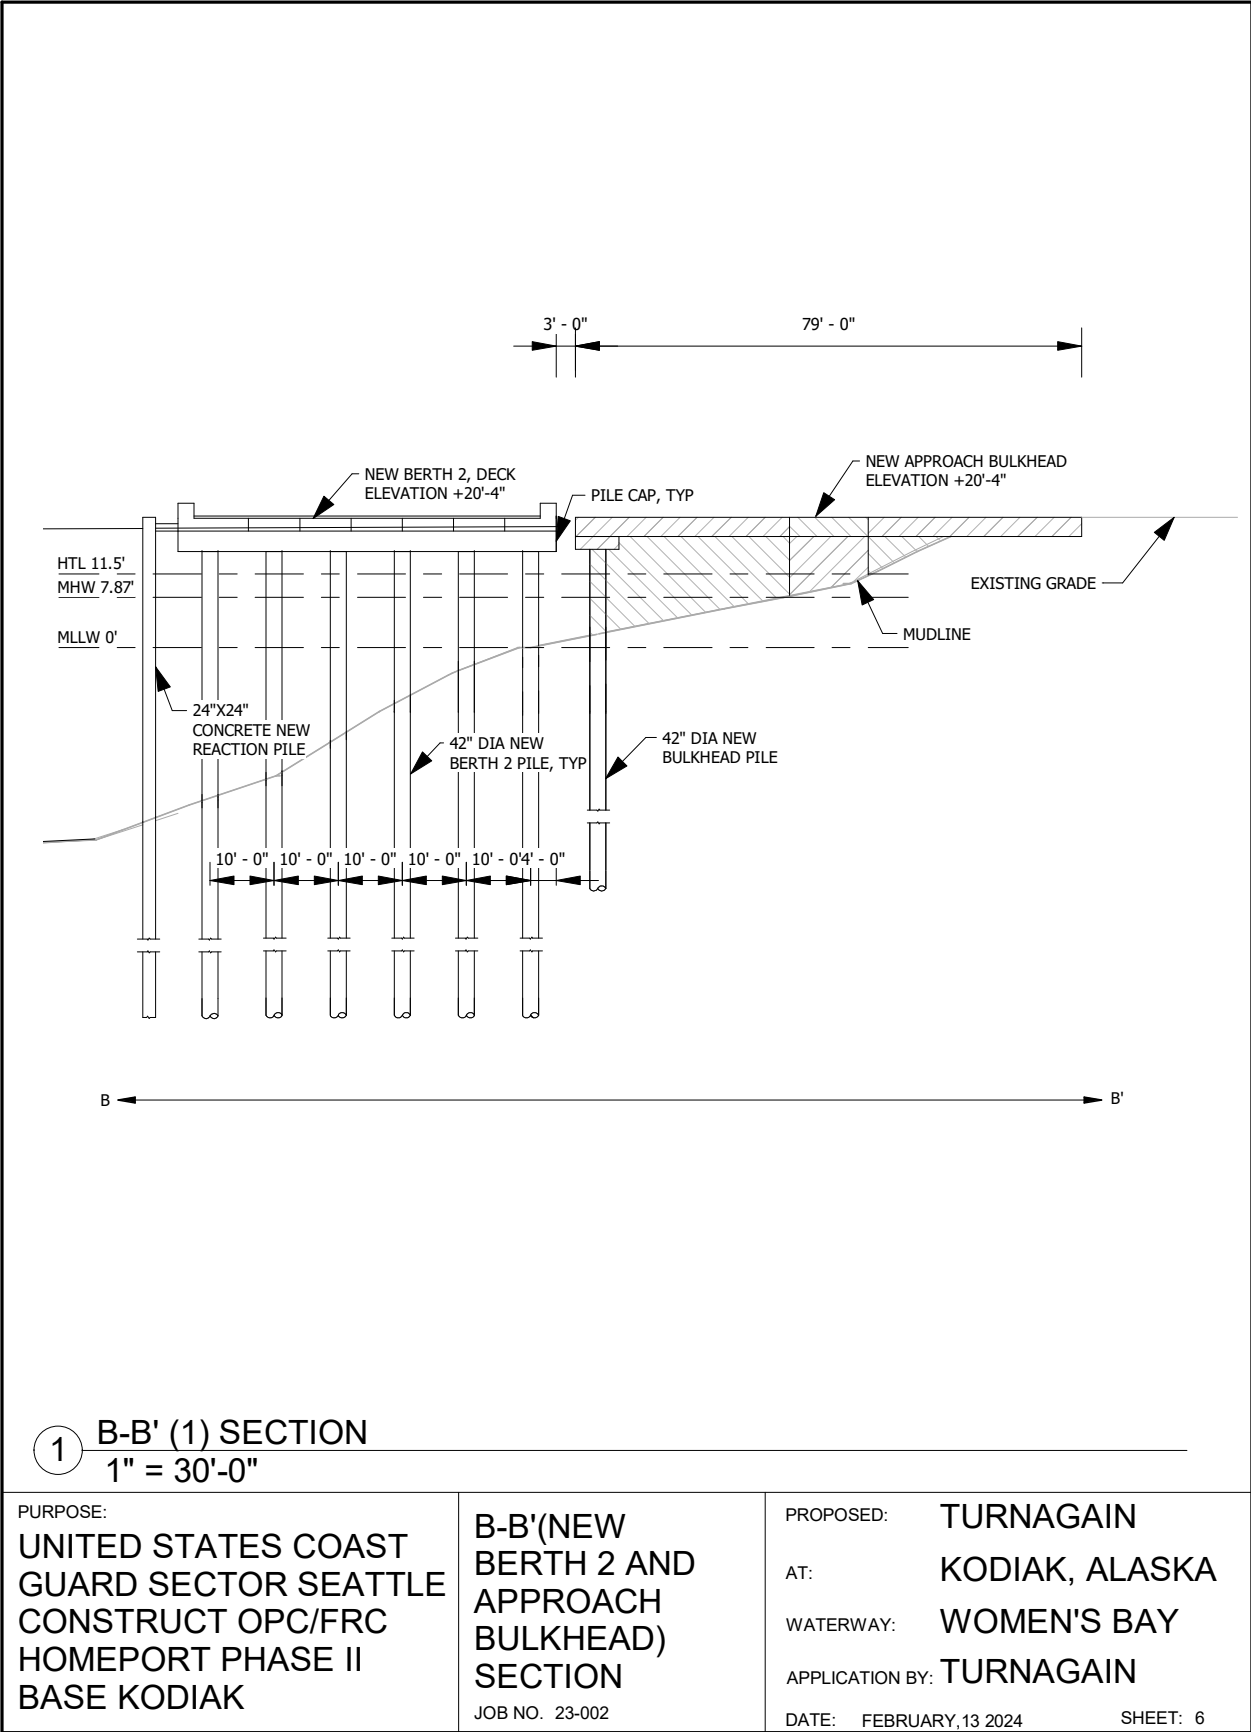 3' - 0"
79' - 0"
NEW BERTH 2, DECK
ELEVATION +20'-4"
PILE CAP, TYP
NEW APPROACH BULKHEAD
ELEVATION +20'-4"
HTL 11.5'
MHW 7.87'
MLLW 0'
EXISTING GRADE
MUDLINE
24"X24"
CONCRETE NEW
REACTION PILE
42" DIA NEW
BERTH 2 PILE, TYP
42" DIA NEW
BULKHEAD PILE
10' - 0" 10' - 0" 10' - 0" 10' - 0" 10' - 0" 4' - 0"
B
B'
1
B-B' (1) SECTION
1" = 30'-0"
PURPOSE:
UNITED STATES COAST
GUARD SECTOR SEATTLE
CONSTRUCT OPC/FRC
HOMEPORT PHASE II
BASE KODIAK
B-B'(NEW
BERTH 2 AND
APPROACH
BULKHEAD)
SECTION
JOB NO. 23-002
PROPOSED: TURNAGAIN
AT: KODIAK, ALASKA
WATERWAY: WOMEN'S BAY
APPLICATION BY: TURNAGAIN
DATE: FEBRUARY,13 2024 SHEET: 6